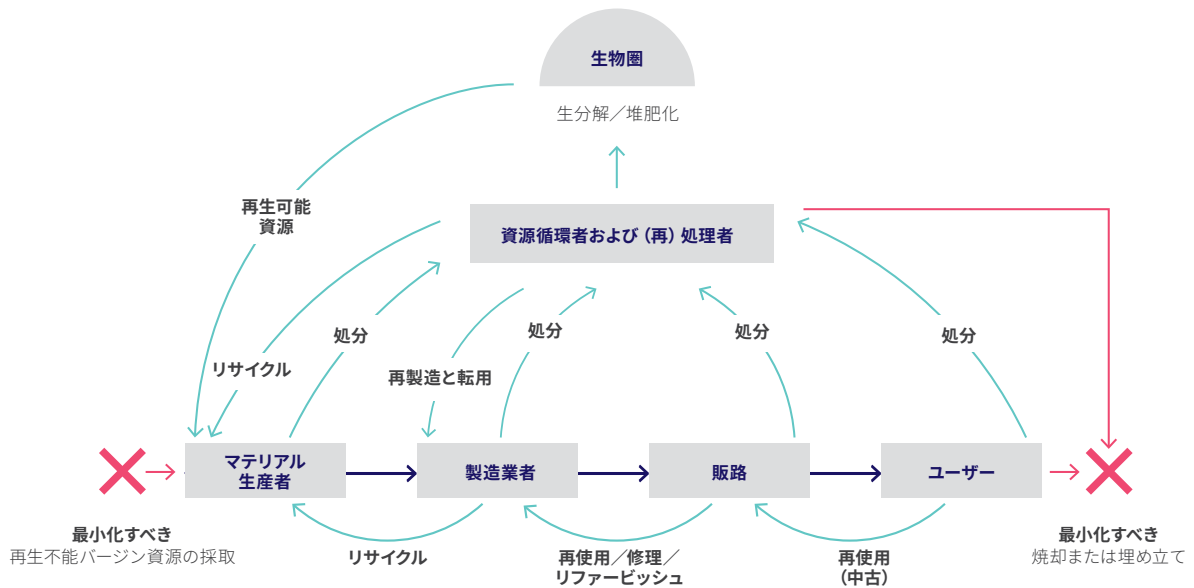 生物圏
生分解／堆肥化
再生可能
資源
資源循環者および（再）処理者
処分
処分
処分
処分
リサイクル
再製造と転用
マテリアル
生産者
製造業者
販路
ユーザー
最小化すべき
再生不能バージン資源の採取
リサイクル
再使用／修理／
リファービッシュ
再使用
（中古）
最小化すべき
焼却または埋め立て